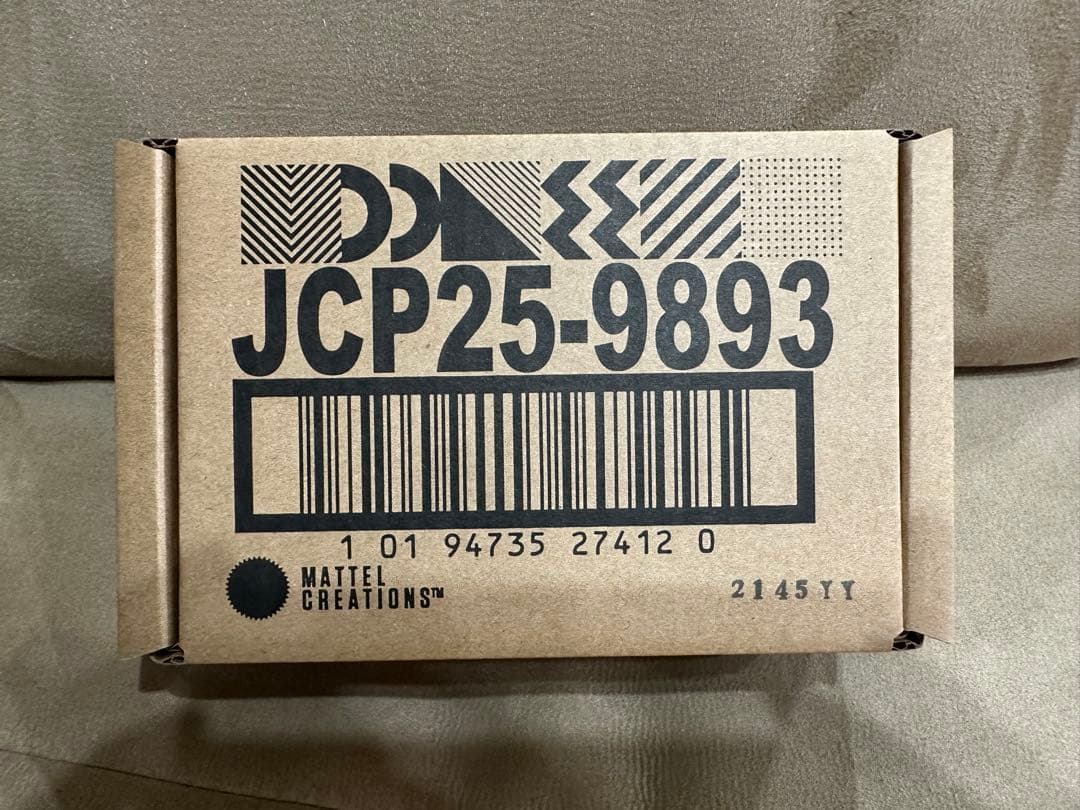 JCP25-9893
1 01 94735 27412 0
MATTEL
CREATIONS™
2145YY